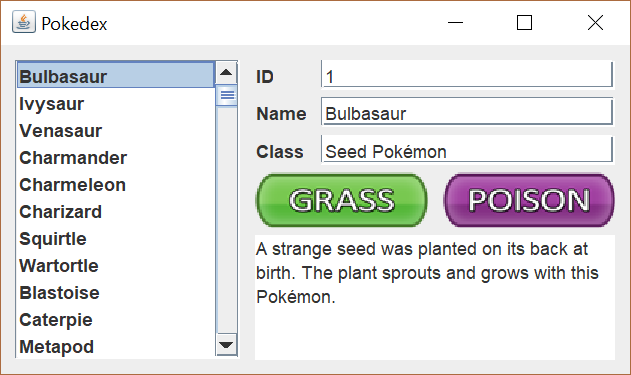 Pokedex
Bulbasaur
Ivysaur
Venasaur
Charmander
Charmeleon
Charizard
Squirtle
Wartortle
Blastoise
Caterpie
Metapod
ID 1
Name Bulbasaur
Class Seed Pokémon
GRASS POISON
A strange seed was planted on its back at
birth. The plant sprouts and grows with this
Pokémon.